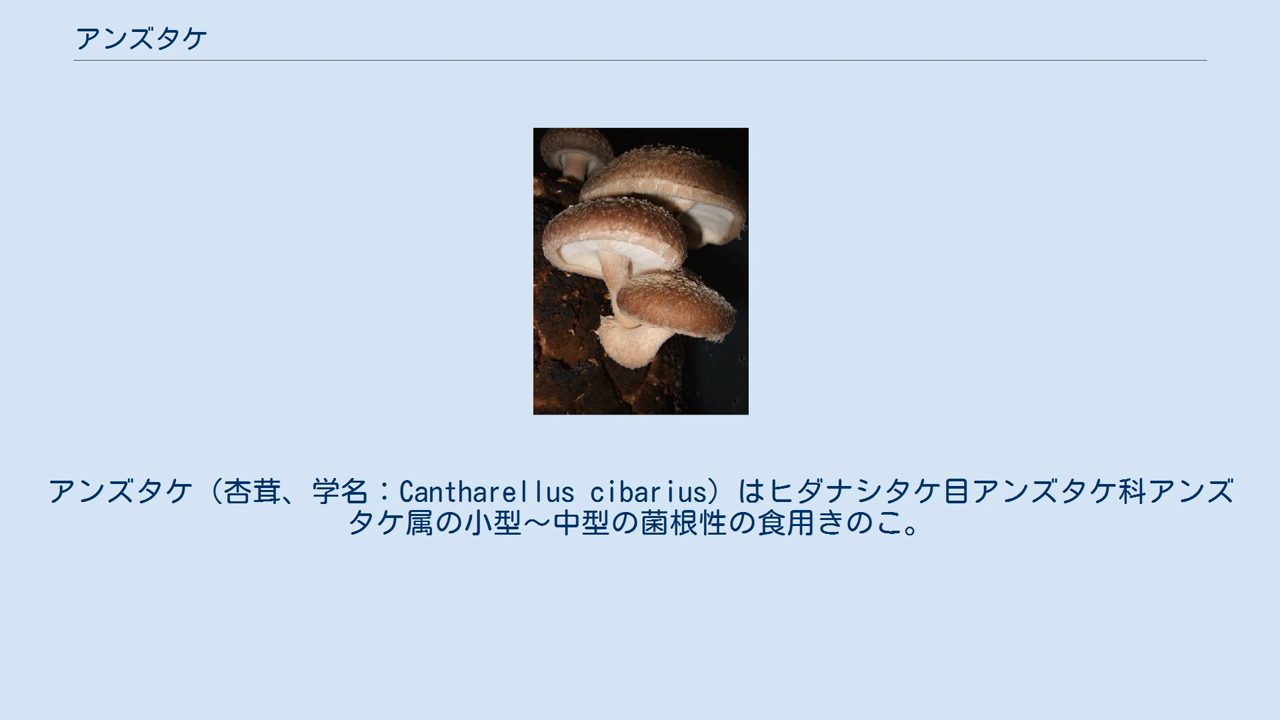 アンズタケ
アンズタケ（杏茸、学名：Cantharellus cibarius）はヒダナシタケ目アンズタケ科アンズ
タケ属の小型～中型の菌根性の食用きのこ。